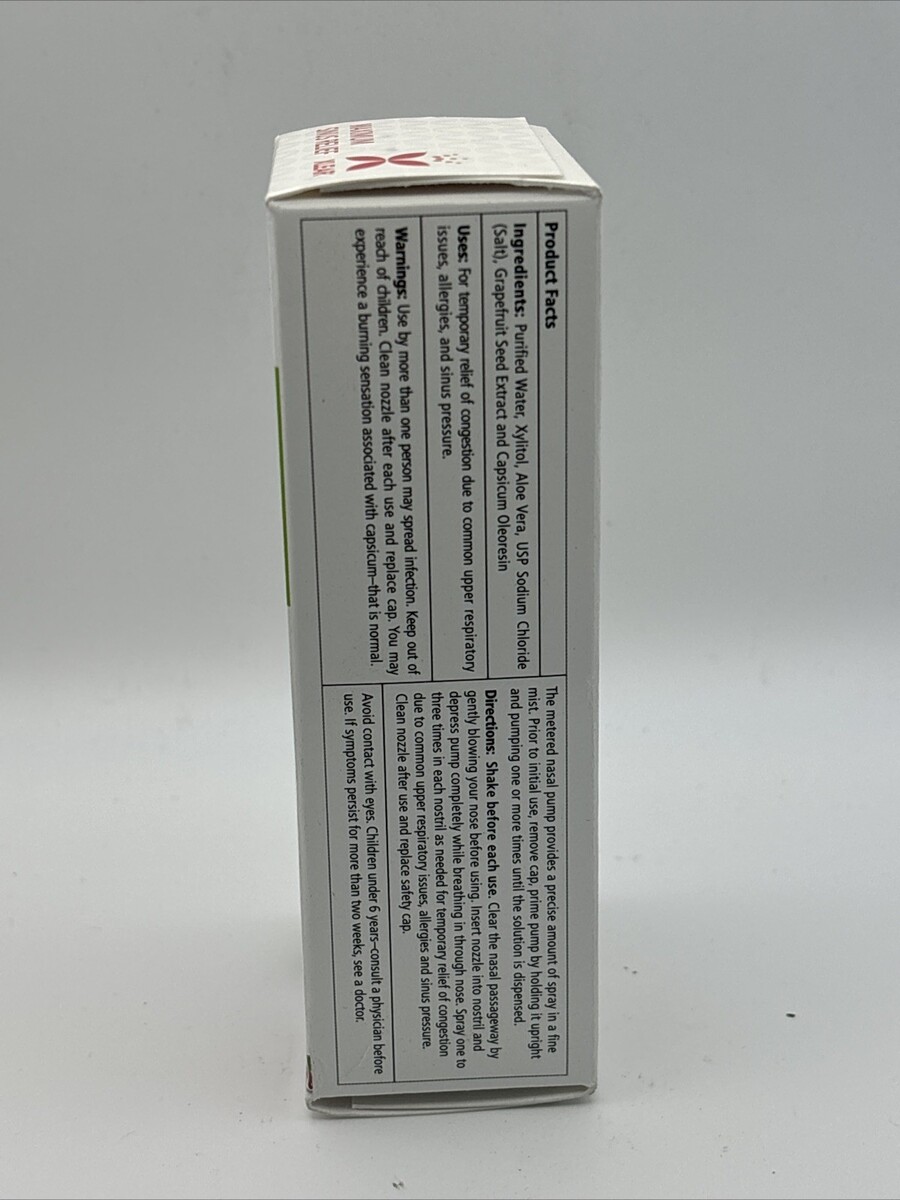 MAXIMUM
SINUS RELIEF XLEAR
Product Facts
Ingredients: Purified Water, Xylitol, Aloe Vera, USP Sodium Chloride
(Salt), Grapefruit Seed Extract and Capsicum Oleoresin
Uses: For temporary relief of congestion due to common upper respiratory
issues, allergies, and sinus pressure.
Warnings: Use by more than one person may spread infection. Keep out of
reach of children. Clean nozzle after each use and replace cap. You may
experience a burning sensation associated with capsicum—that is normal.
The metered nasal pump provides a precise amount of spray in a fine
mist. Prior to initial use, remove cap, prime pump by holding it upright
and pumping one or more times until the solution is dispensed.
Directions: Shake before each use. Clear the nasal passageway by
gently blowing your nose before using. Insert nozzle into nostril and
depress pump completely while breathing in through nose. Spray one to
three times in each nostril as needed for temporary relief of congestion
due to common upper respiratory issues, allergies and sinus pressure.
Clean nozzle after use and replace safety cap.
Avoid contact with eyes. Children under 6 years—consult a physician before
use. If symptoms persist for more than two weeks, see a doctor.